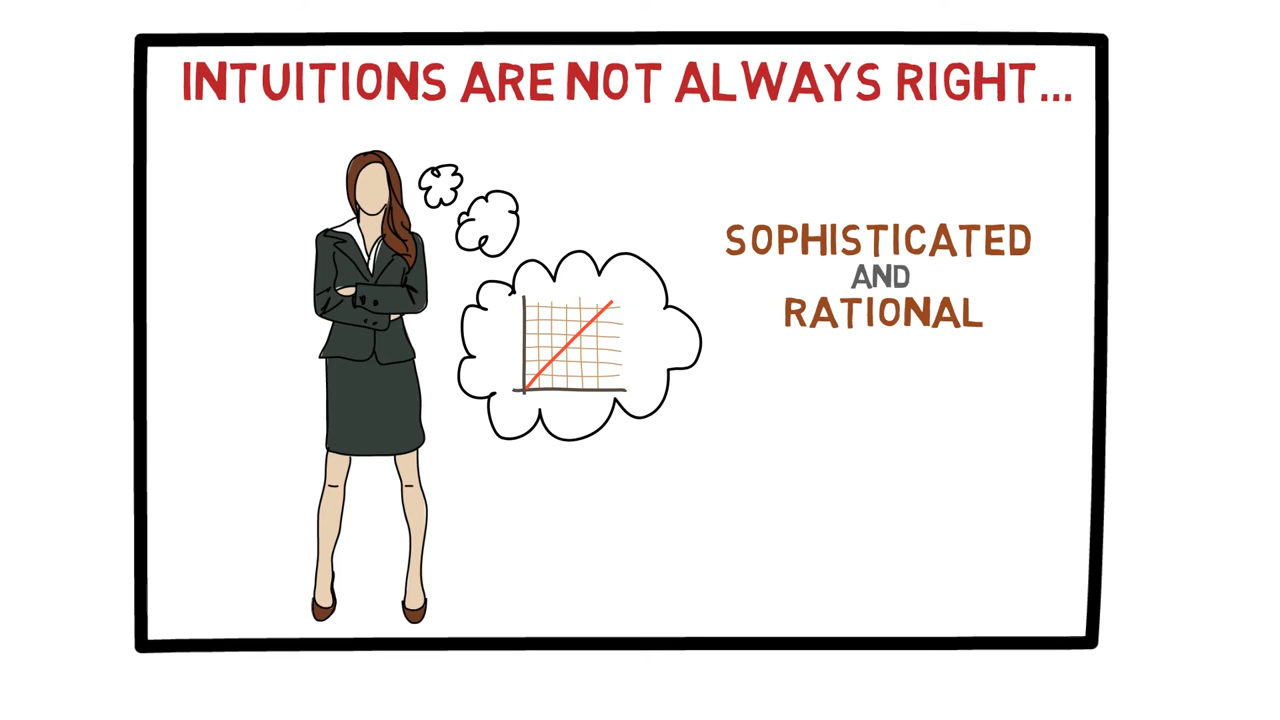 INTUITIONS ARE NOT ALWAYS RIGHT...
SOPHISTICATED
AND
RATIONAL